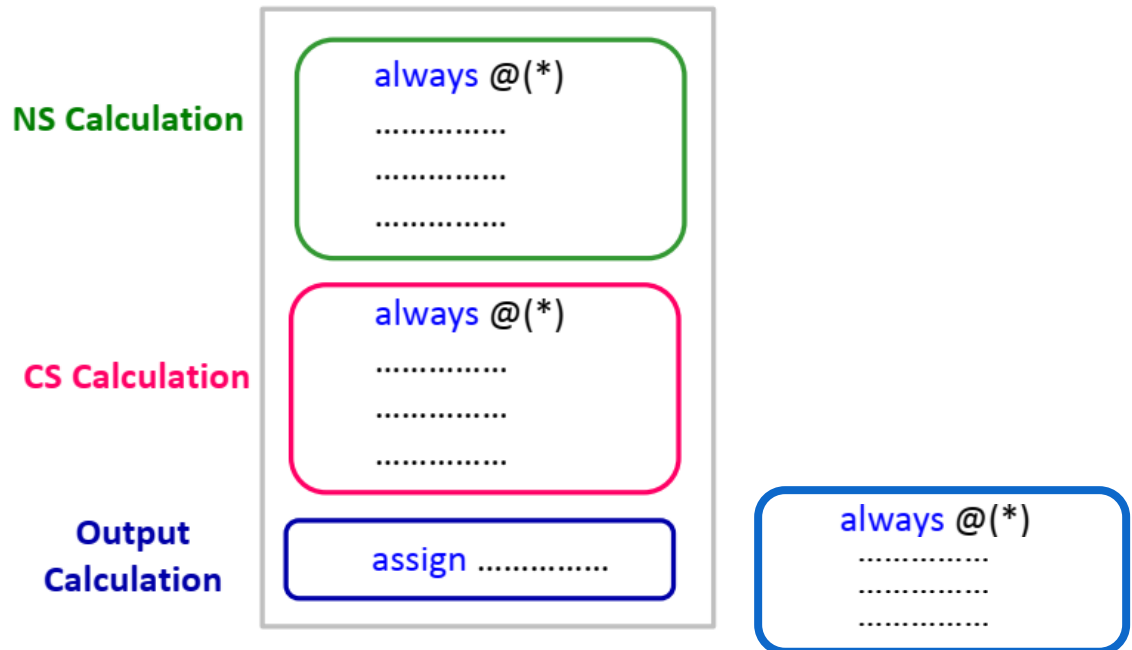 NS Calculation
always @(*)
……………
……………
……………
CS Calculation
always @(*)
……………
……………
……………
Output
Calculation
assign ……………
always @(*)
……………
……………
……………